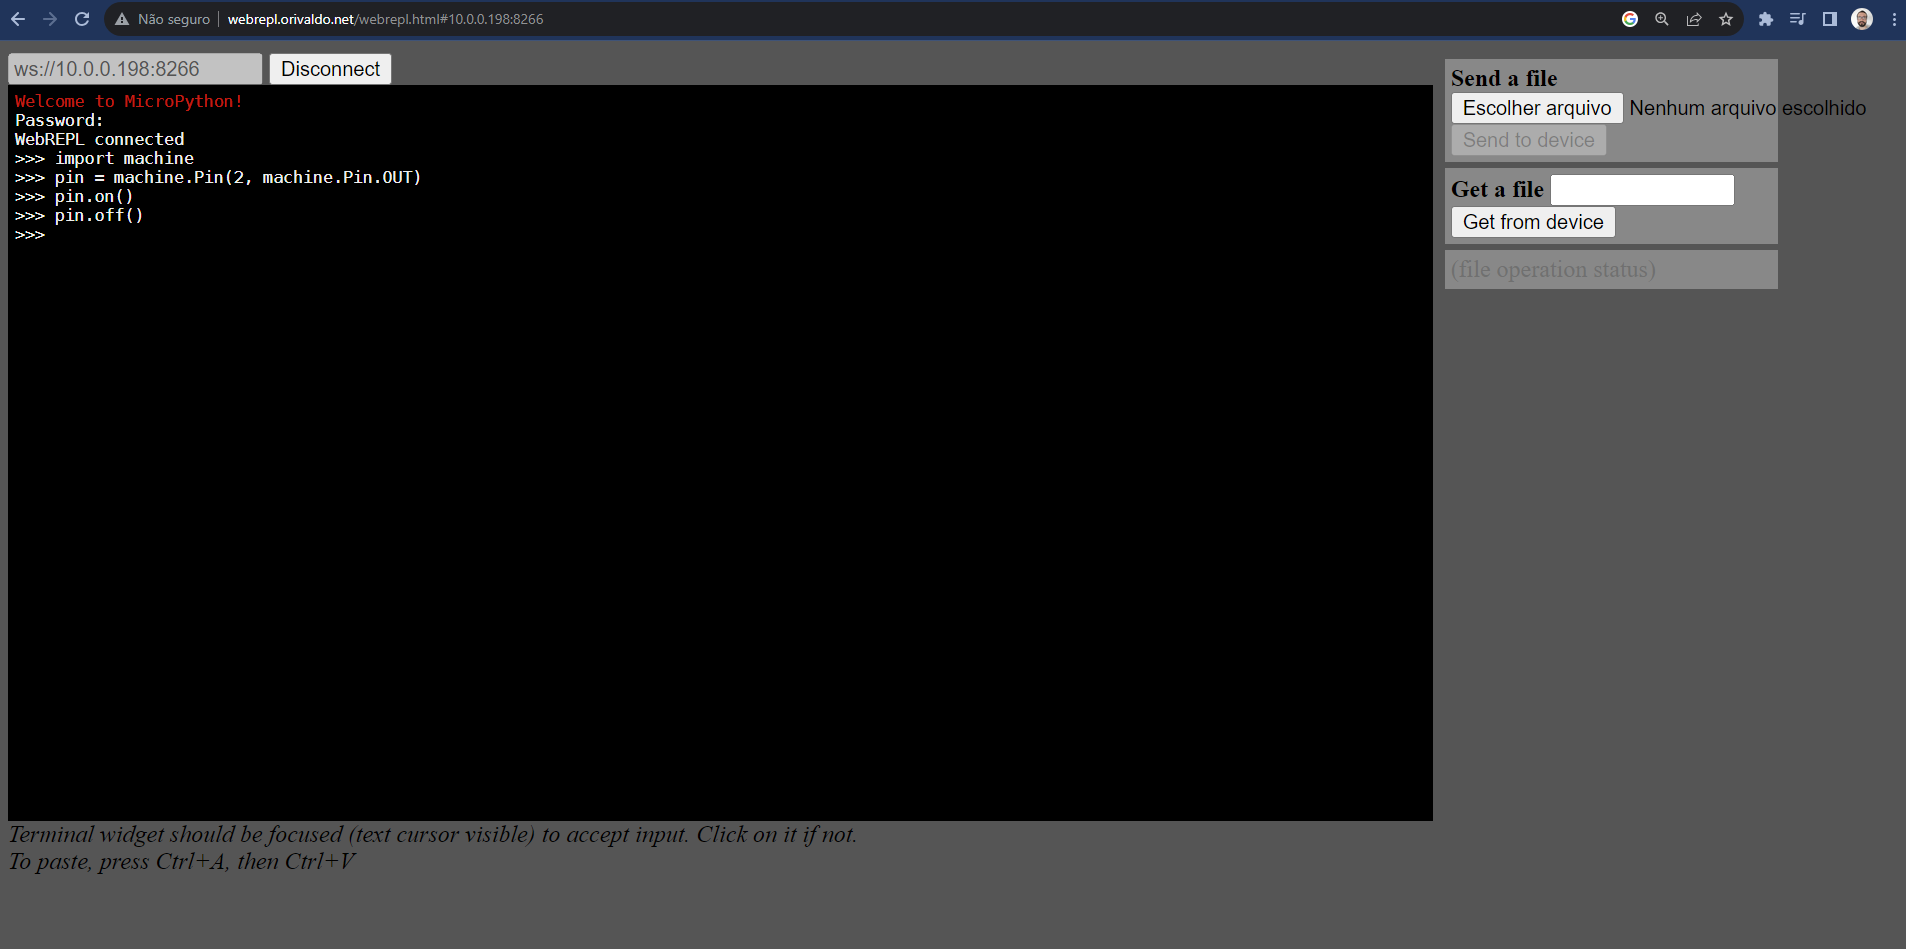 Não seguro webrepl.orivaldo.net/webrepl.html#10.0.0.198:8266
ws://10.0.0.198:8266 Disconnect
Welcome to MicroPython!
Password:
WebREPL connected
>>> import machine
>>> pin = machine.Pin(2, machine.Pin.OUT)
>>> pin.on()
>>> pin.off()
>>>
Terminal widget should be focused (text cursor visible) to accept input. Click on it if not.
To paste, press Ctrl+A, then Ctrl+V
Send a file
Escolher arquivo Nenhum arquivo escolhido
Send to device
Get a file
Get from device
(file operation status)